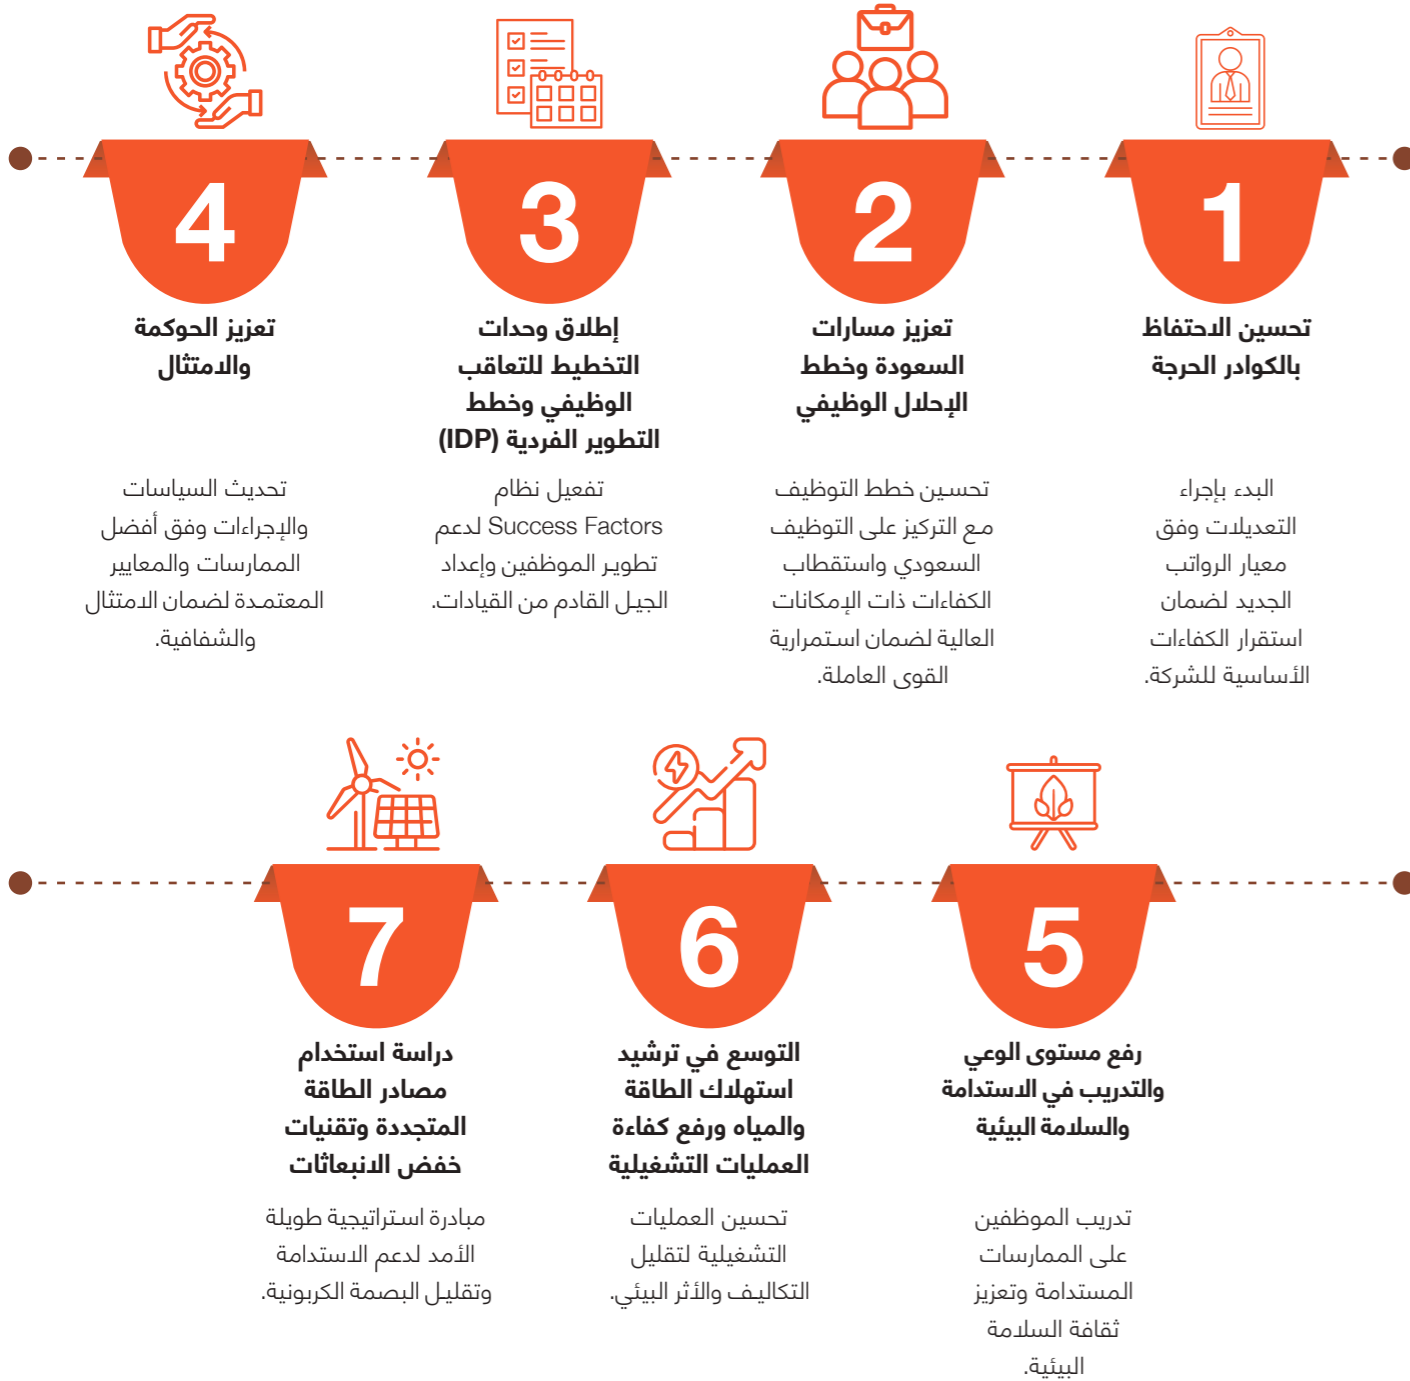 1
تحسين الاحتفاظ
بالكوادر الحرجة
البدء بإجراء
التعديلات وفق
معيار الرواتب
الجديد لضمان
استقرار الكفاءات
الأساسية للشركة.
2
تعزيز مسارات
السعودة وخطط
الإحلال الوظيفي
تحسين خطط التوظيف
مع التركيز على التوظيف
السعودي واستقطاب
الكفاءات ذات الإمكانات
العالية لضمان استمرارية
القوى العاملة.
3
إطلاق وحدات
التخطيط للتعاقب
الوظيفي وخطط
التطوير الفردية (IDP)
تفعيل نظام
Success Factors لدعم
تطوير الموظفين وإعداد
الجيل القادم من القيادات.
4
تعزيز الحوكمة
والامتثال
تحديث السياسات
والإجراءات وفق أفضل
الممارسات والمعايير
المعتمدة لضمان الامتثال
والشفافية.
5
رفع مستوى الوعي
والتدريب في الاستدامة
والسلامة البيئية
تدريب الموظفين
على الممارسات
المستدامة وتعزيز
ثقافة السلامة
البيئية.
6
التوسع في ترشيد
استهلاك الطاقة
والمياه ورفع كفاءة
العمليات التشغيلية
تحسين العمليات
التشغيلية لتقليل
التكاليف والأثر البيئي.
7
دراسة استخدام
مصادر الطاقة
المتجددة وتقنيات
خفض الانبعاثات
مبادرة استراتيجية طويلة
الأمد لدعم الاستدامة
وتقليل البصمة الكربونية.